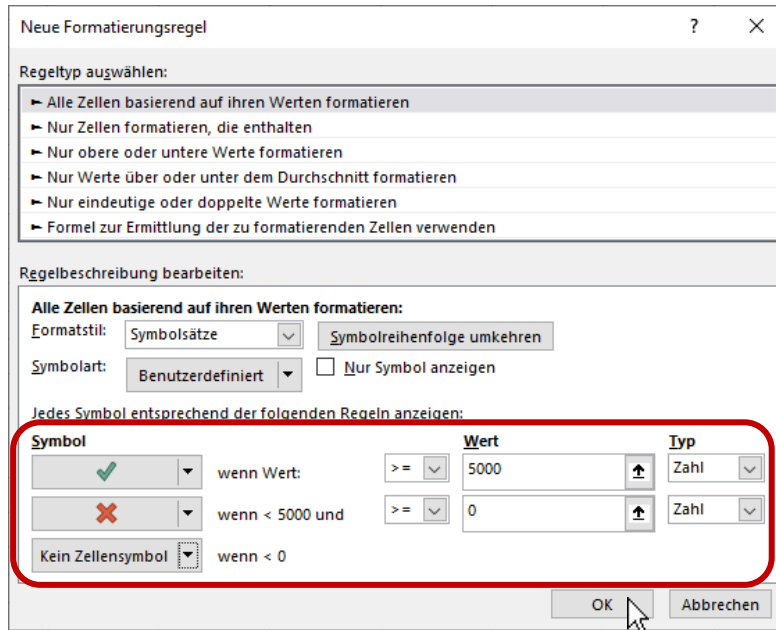 Neue Formatierungsregel ? ×
Regeltyp auswählen:
► Alle Zellen basierend auf ihren Werten formatieren
► Nur Zellen formatieren, die enthalten
► Nur obere oder untere Werte formatieren
► Nur Werte über oder unter dem Durchschnitt formatieren
► Nur eindeutige oder doppelte Werte formatieren
► Formel zur Ermittlung der zu formatierenden Zellen verwenden
Regelbeschreibung bearbeiten:
Alle Zellen basierend auf ihren Werten formatieren:
Formatstil: Symbolsätze Symbolreihenfolge umkehren
Symbolart: Benutzerdefiniert Nur Symbol anzeigen
Jedes Symbol entsprechend der folgenden Regeln anzeigen:
Symbol Wert Typ
wenn Wert: >= 5000 Zahl
wenn < 5000 und >= 0 Zahl
Kein Zellensymbol wenn < 0
OK Abbrechen